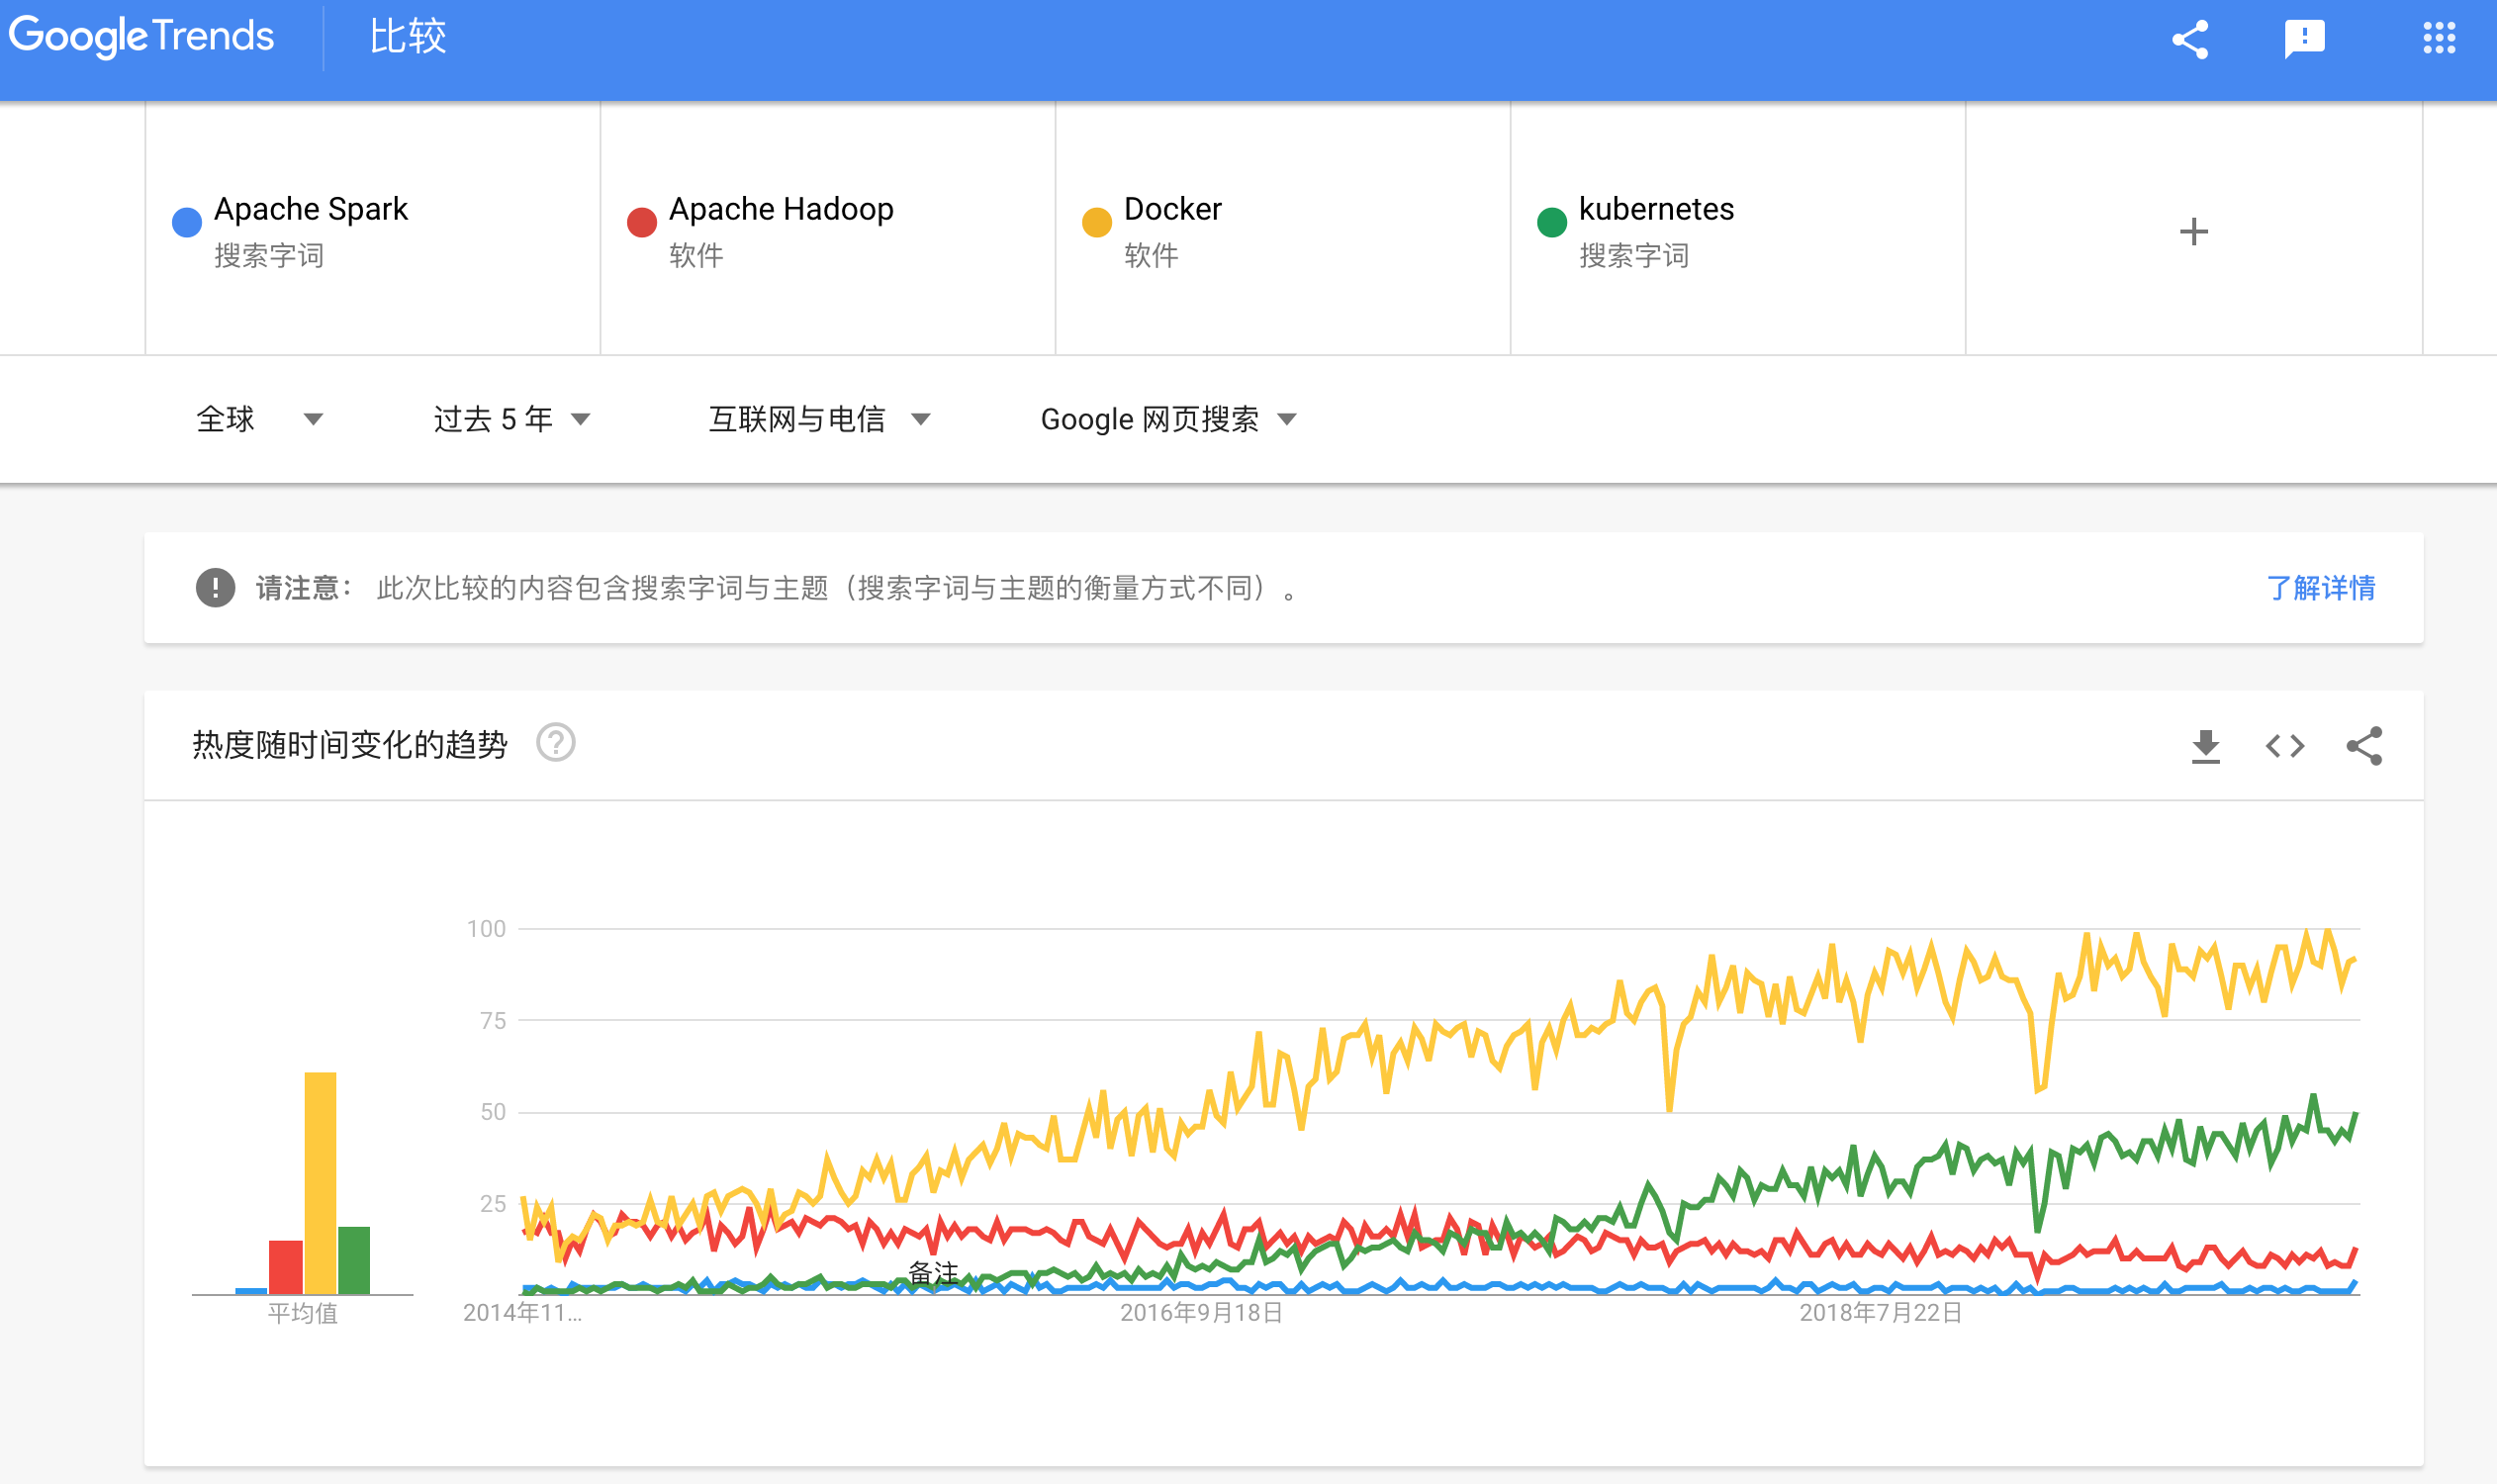 Google Trends 比较
Apache Spark
搜索字词
Apache Hadoop
软件
Docker
软件
kubernetes
搜索字词
+
全球 过去 5 年 互联网与电信 Google 网页搜索
请注意： 此次比较的内容包含搜索字词与主题（搜索字词与主题的衡量方式不同）。 了解详情
热度随时间变化的趋势
100
75
50
25
备注
平均值 2014年11... 2016年9月18日 2018年7月22日